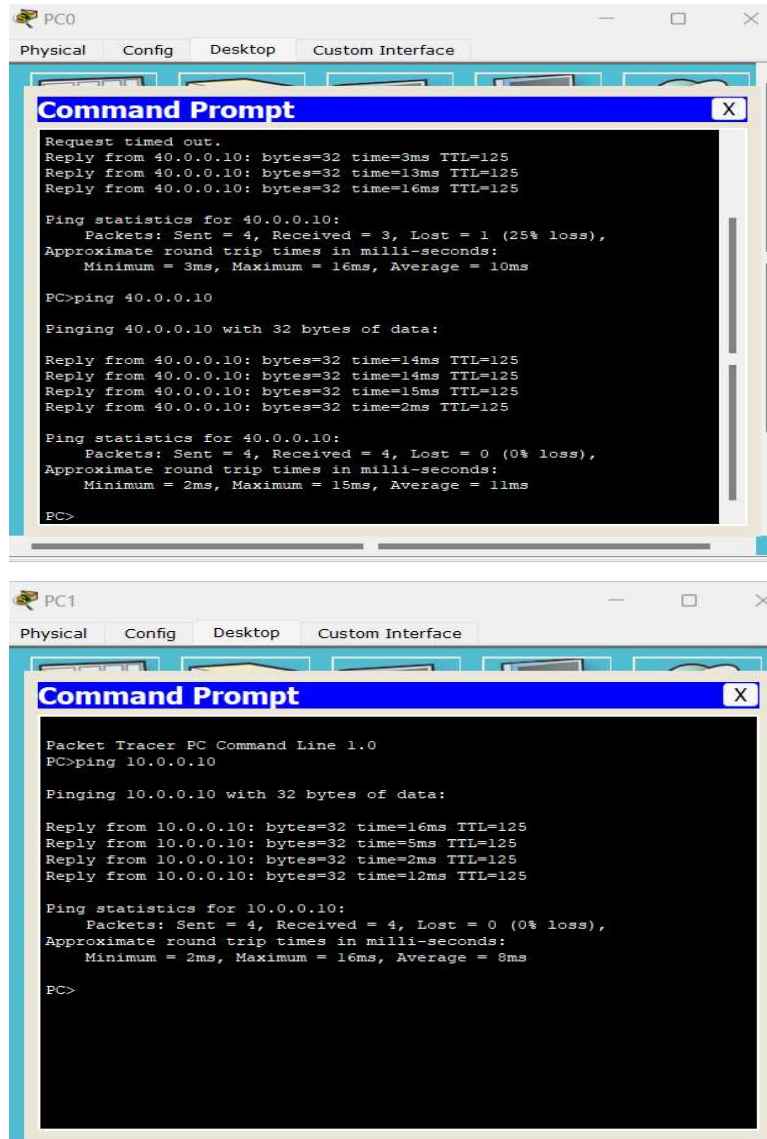 PC0
Physical Config Desktop Custom Interface
Command Prompt
X
Request timed out.
Reply from 40.0.0.10: bytes=32 time=3ms TTL=125
Reply from 40.0.0.10: bytes=32 time=13ms TTL=125
Reply from 40.0.0.10: bytes=32 time=16ms TTL=125
Ping statistics for 40.0.0.10:
Packets: Sent = 4, Received = 3, Lost = 1 (25% loss),
Approximate round trip times in milli-seconds:
Minimum = 3ms, Maximum = 16ms, Average = 10ms
PC>ping 40.0.0.10
Pinging 40.0.0.10 with 32 bytes of data:
Reply from 40.0.0.10: bytes=32 time=14ms TTL=125
Reply from 40.0.0.10: bytes=32 time=14ms TTL=125
Reply from 40.0.0.10: bytes=32 time=15ms TTL=125
Reply from 40.0.0.10: bytes=32 time=2ms TTL=125
Ping statistics for 40.0.0.10:
Packets: Sent = 4, Received = 4, Lost = 0 (0% loss),
Approximate round trip times in milli-seconds:
Minimum = 2ms, Maximum = 15ms, Average = 11ms
PC>
PC1
Physical Config Desktop Custom Interface
Command Prompt
X
Packet Tracer PC Command Line 1.0
PC>ping 10.0.0.10
Pinging 10.0.0.10 with 32 bytes of data:
Reply from 10.0.0.10: bytes=32 time=16ms TTL=125
Reply from 10.0.0.10: bytes=32 time=5ms TTL=125
Reply from 10.0.0.10: bytes=32 time=2ms TTL=125
Reply from 10.0.0.10: bytes=32 time=12ms TTL=125
Ping statistics for 10.0.0.10:
Packets: Sent = 4, Received = 4, Lost = 0 (0% loss),
Approximate round trip times in milli-seconds:
Minimum = 2ms, Maximum = 16ms, Average = 8ms
PC>